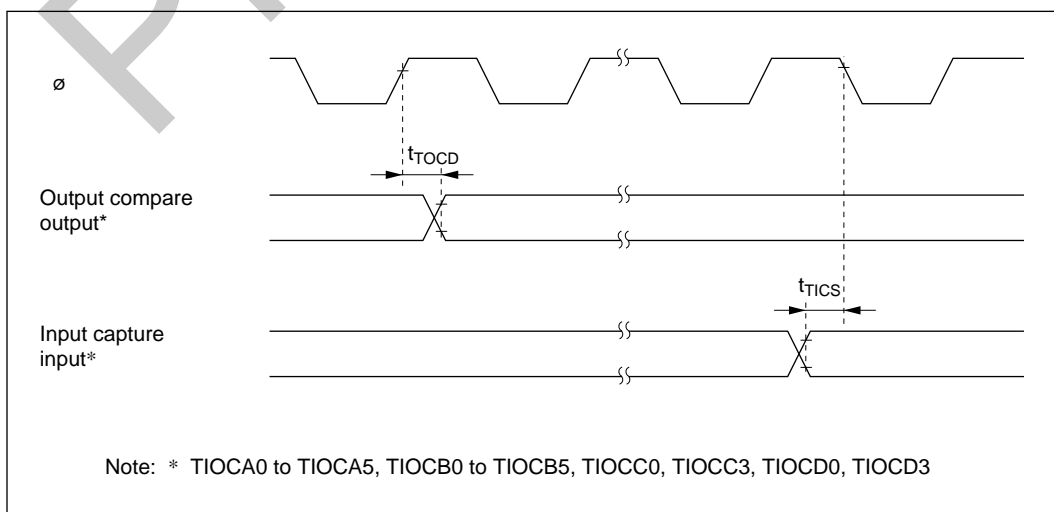 ø
tTOCD
Output compare
output*
tTICS
Input capture
input*
Note: * TIOCA0 to TIOCA5, TIOCB0 to TIOCB5, TIOCC0, TIOCC3, TIOCD0, TIOCD3